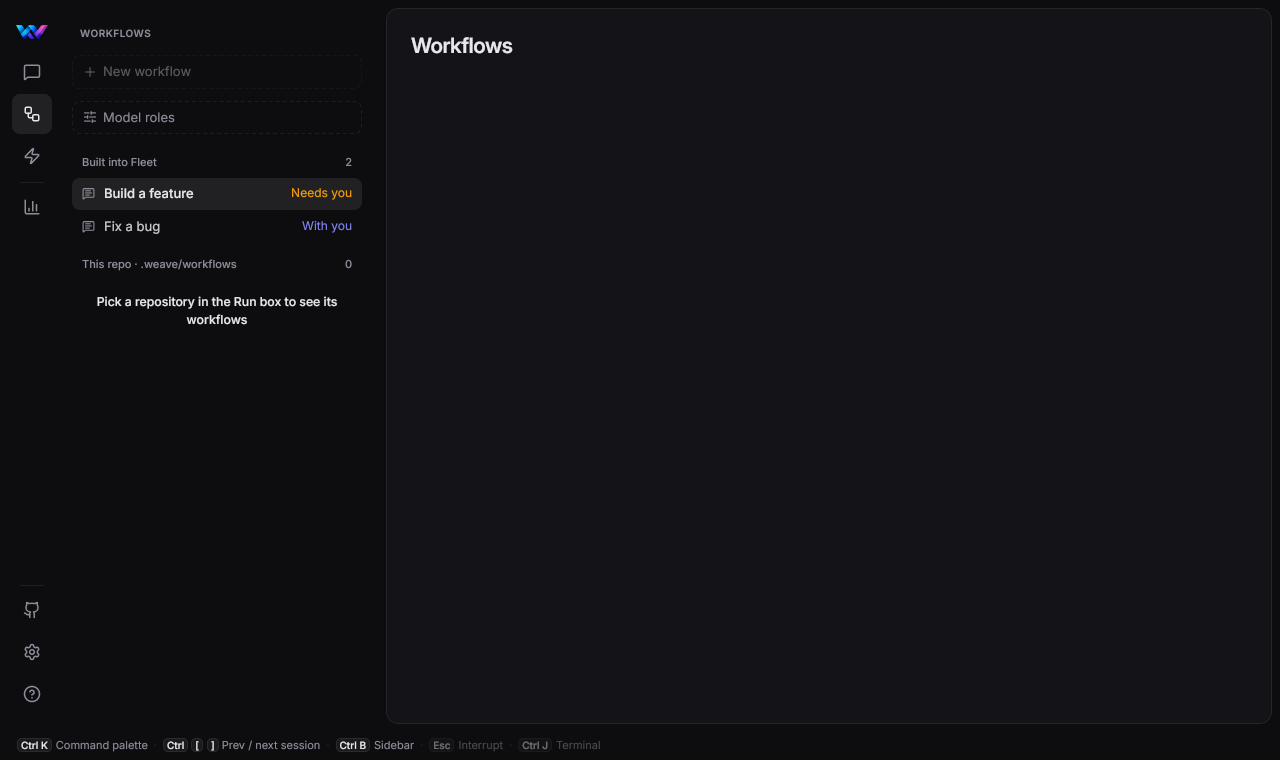 WORKFLOWS
New workflow
Model roles
Built into Fleet 2
Build a feature Needs you
Fix a bug With you
This repo · .weave/workflows 0
Pick a repository in the Run box to see its
workflows
Workflows
Ctrl K Command palette · Ctrl [ ] Prev / next session · Ctrl B Sidebar · Esc Interrupt · Ctrl J Terminal